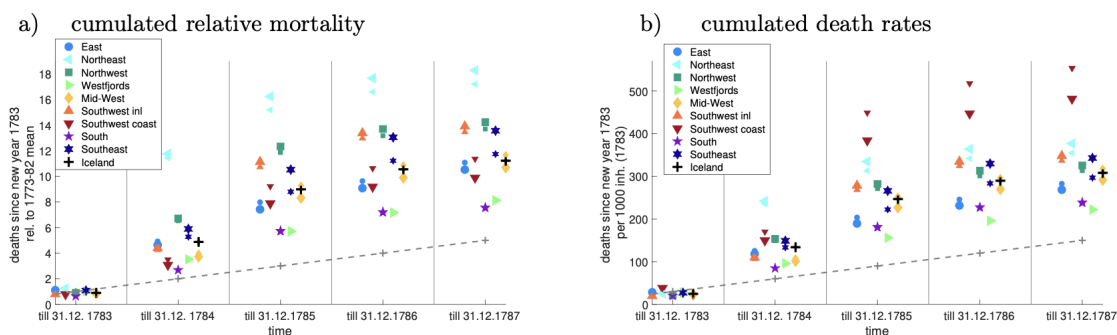 a) cumulated relative mortality
East
Northeast
Northwest
Westfjords
Mid-West
Southwest inl
Southwest coast
South
Southeast
Iceland
deaths since new year 1783
rel. to 1773-82 mean
18
16
14
12
10
8
6
4
2
0
till 31.12. 1783 till 31.12. 1784 till 31.12.1785 till 31.12.1786 till 31.12.1787
time
b) cumulated death rates
East
Northeast
Northwest
Westfjords
Mid-West
Southwest inl
Southwest coast
South
Southeast
Iceland
deaths since new year 1783
per 1000 inh. (1783)
500
400
300
200
100
0
till 31.12. 1783 till 31.12. 1784 till 31.12.1785 till 31.12.1786 till 31.12.1787
time